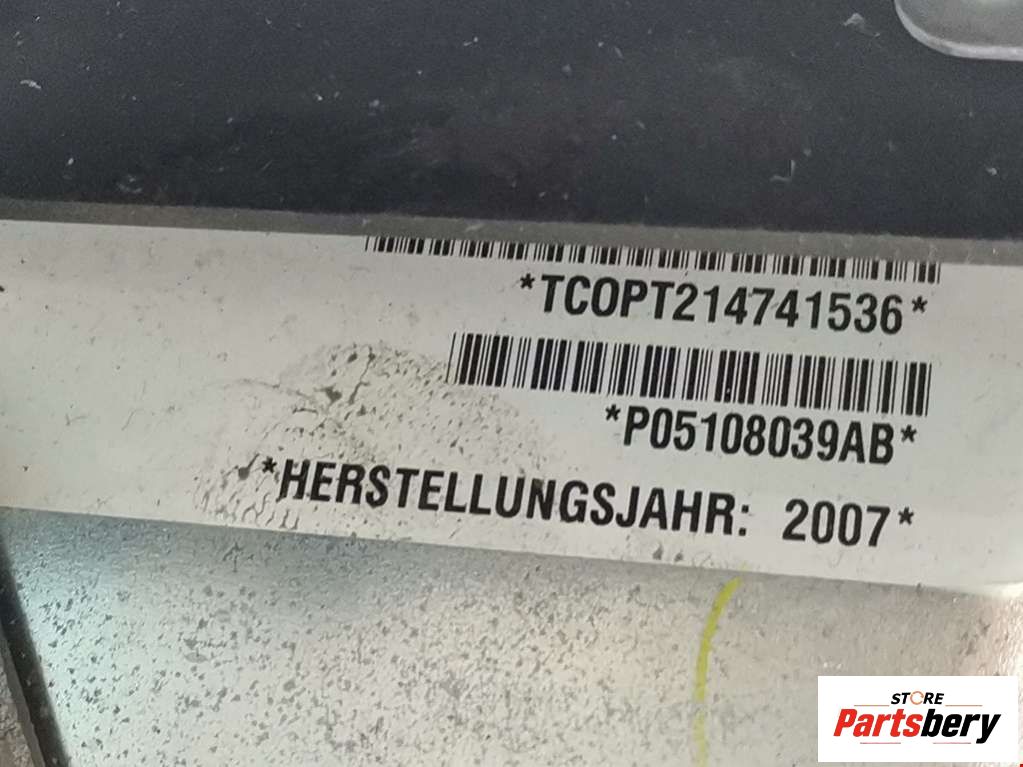 *TCOPT214741536*
*P05108039AB*
*HERSTELLUNGSJAHR: 2007*
STORE
Partsbery